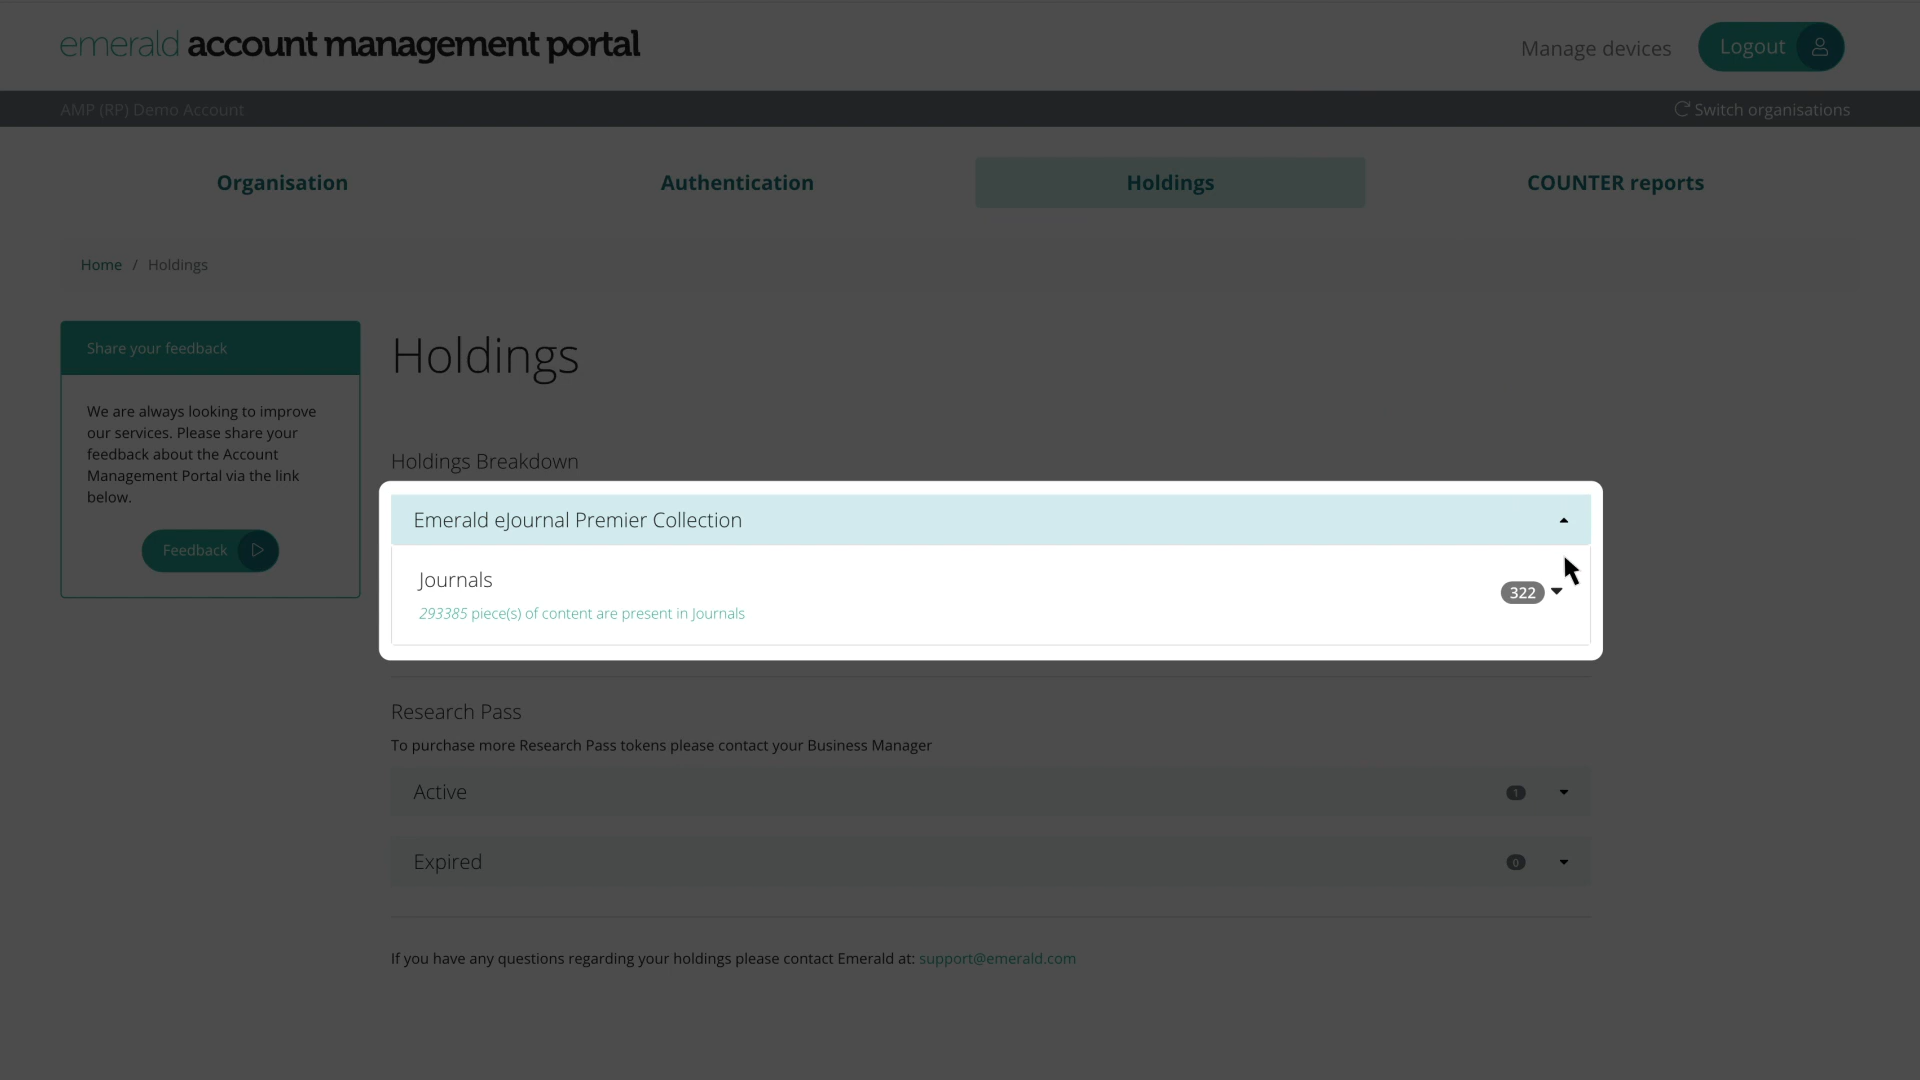 emerald account management portal
Manage devices
Logout
AMP (RP) Demo Account
Switch organisations
Organisation
Authentication
Holdings
COUNTER reports
Home / Holdings
Share your feedback
We are always looking to improve
our services. Please share your
feedback about the Account
Management Portal via the link
below.
Feedback
Holdings
Holdings Breakdown
Emerald eJournal Premier Collection
Journals
322
293385 piece(s) of content are present in Journals
Research Pass
To purchase more Research Pass tokens please contact your Business Manager
Active
1
Expired
0
If you have any questions regarding your holdings please contact Emerald at: support@emerald.com